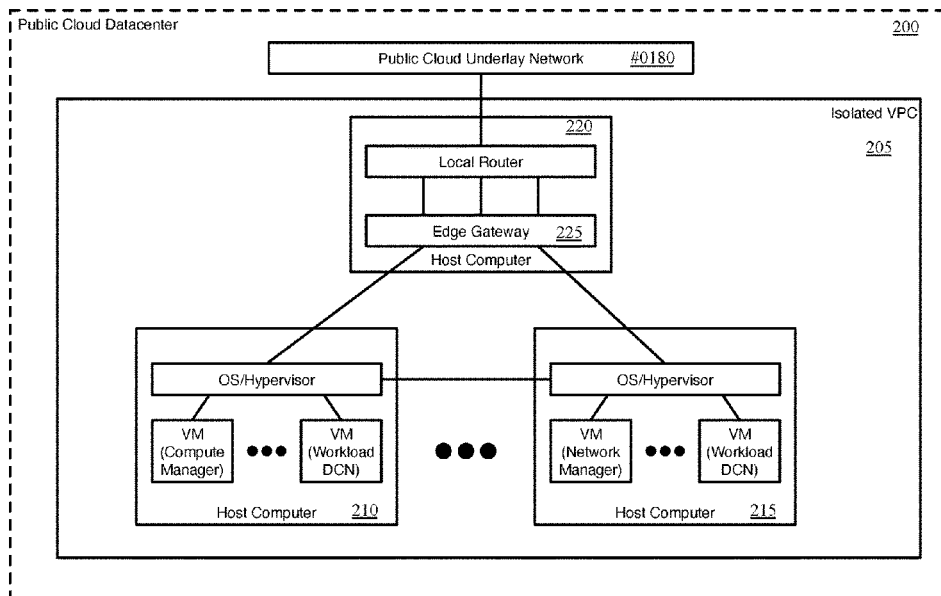 Public Cloud Datacenter
200
Public Cloud Underlay Network #0180
Isolated VPC
205
220
Local Router
Edge Gateway 225
Host Computer
OS/Hypervisor
VM
(Compute
Manager)
VM
(Workload
DCN)
Host Computer 210
OS/Hypervisor
VM
(Network
Manager)
VM
(Workload
DCN)
Host Computer 215